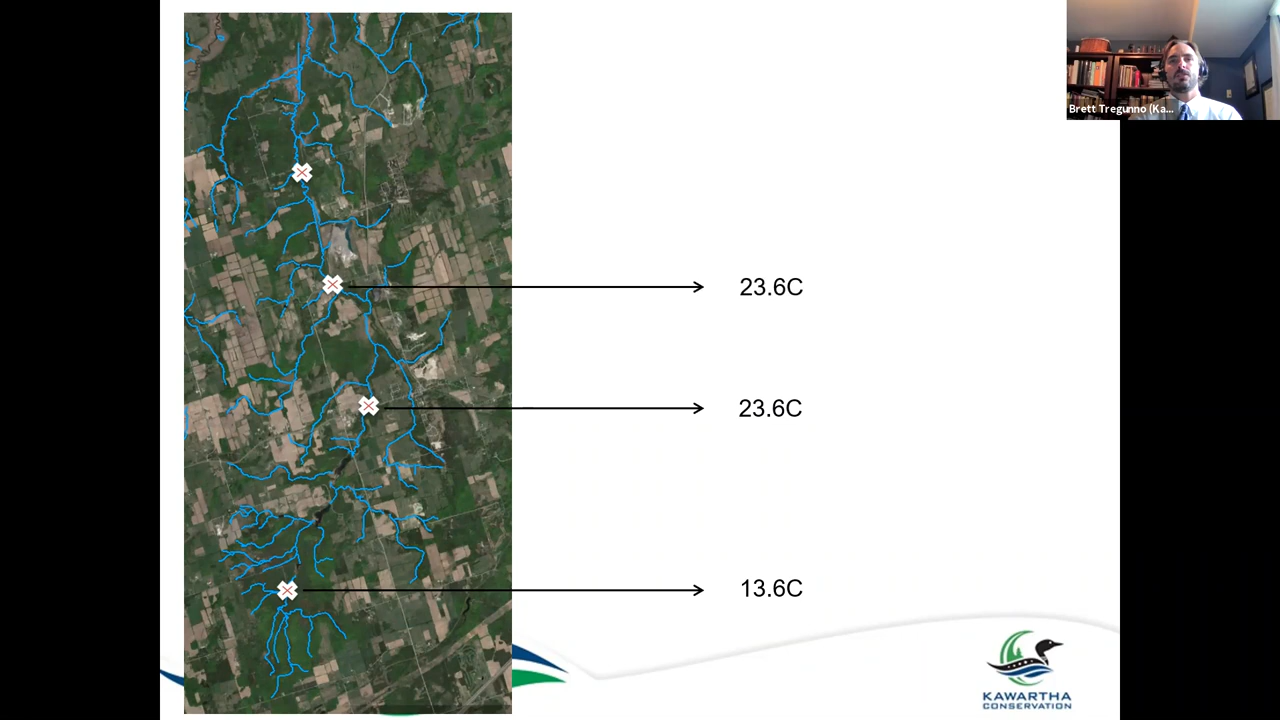 Brett Tregunno (Ka...
23.6C
23.6C
13.6C
KAWARTHA
CONSERVATION